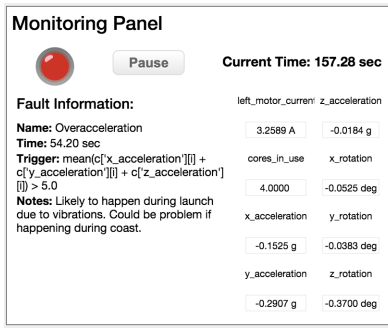 Monitoring Panel
Pause
Current Time: 157.28 sec
Fault Information:
Name: Overacceleration
Time: 54.20 sec
Trigger: mean(c['x_acceleration'][i] +
c['y_acceleration'][i] + c['z_acceleration']
[i]) > 5.0
Notes: Likely to happen during launch
due to vibrations. Could be problem if
happening during coast.
left_motor_current z_acceleration
3.2589 A -0.0184 g
cores_in_use x_rotation
4.0000 -0.0525 deg
x_acceleration y_rotation
-0.1525 g -0.0383 deg
y_acceleration z_rotation
-0.2907 g -0.3700 deg